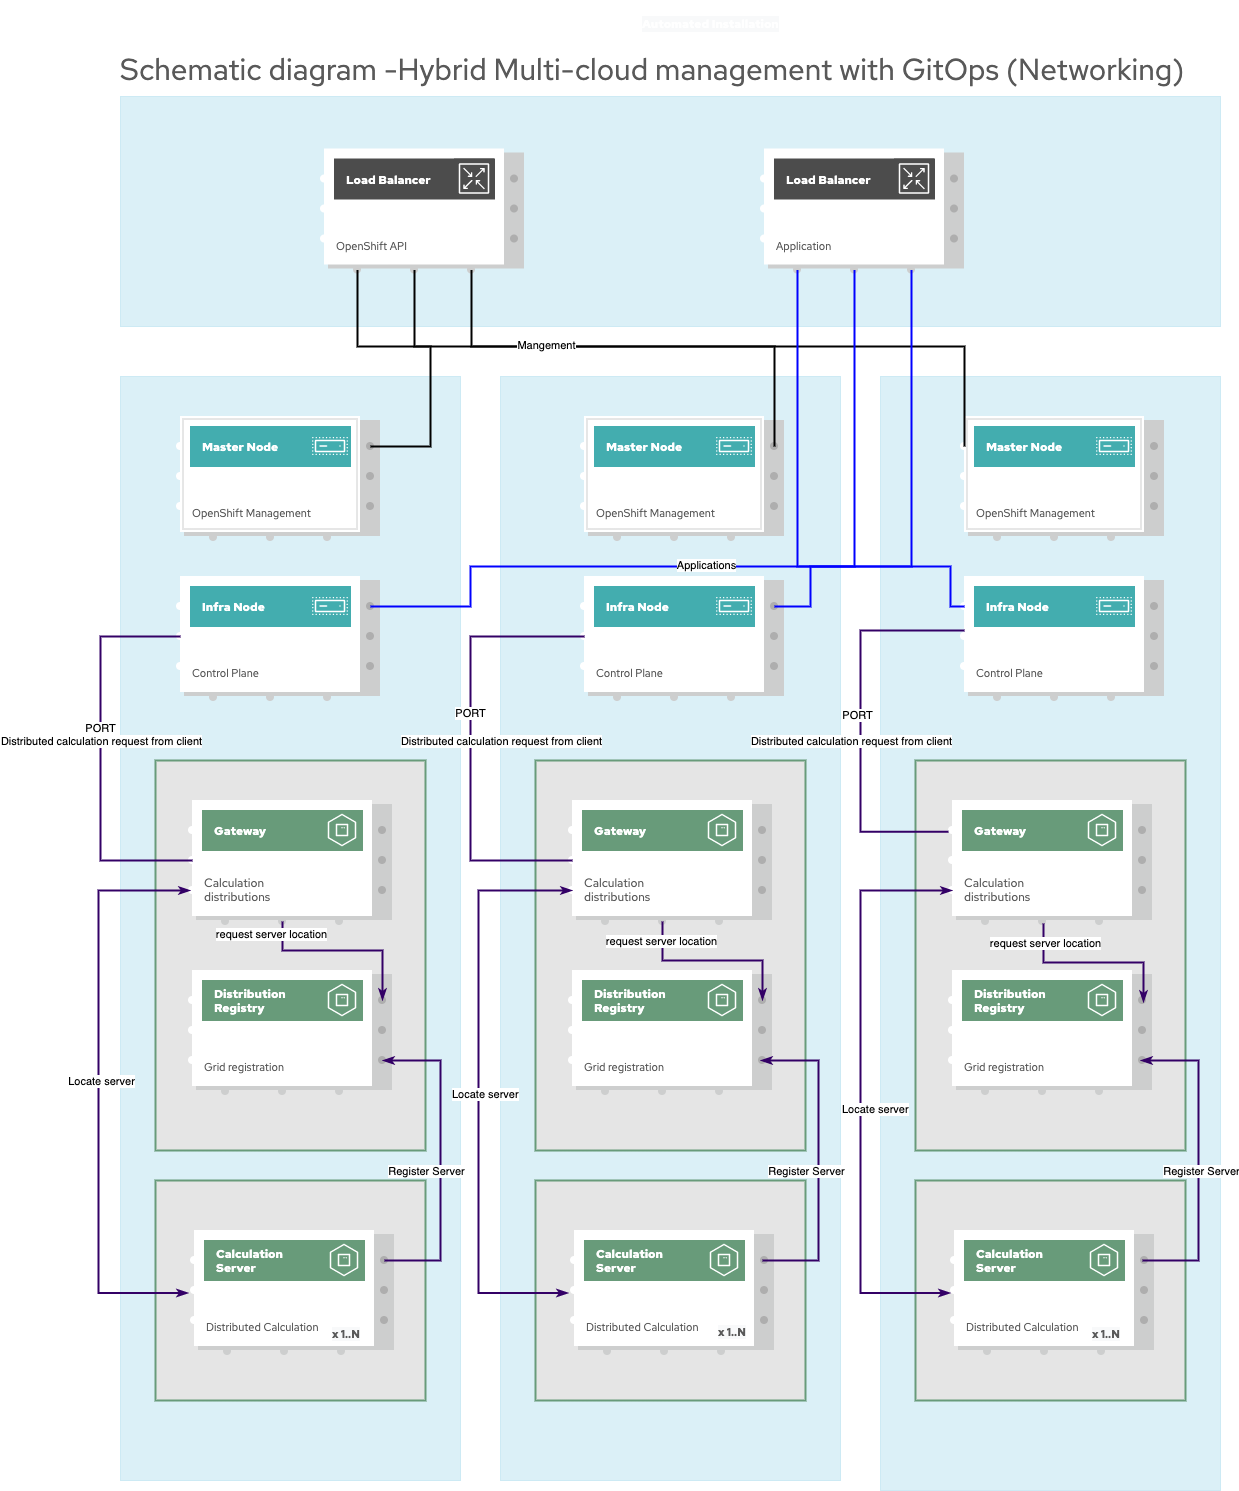 Schematic diagram -Hybrid Multi-cloud management with GitOps (Networking)
Load Balancer
OpenShift API
Load Balancer
Application
Mangement
Master Node
OpenShift Management
Master Node
OpenShift Management
Master Node
OpenShift Management
Applications
Infra Node
Control Plane
Infra Node
Control Plane
Infra Node
Control Plane
PORT
Distributed calculation request from client
PORT
Distributed calculation request from client
PORT
Distributed calculation request from client
Gateway
Calculation
distributions
Gateway
Calculation
distributions
Gateway
Calculation
distributions
request server location
request server location
request server location
Distribution
Registry
Grid registration
Distribution
Registry
Grid registration
Distribution
Registry
Grid registration
Locate server
Locate server
Locate server
Register Server
Register Server
Register Server
Calculation
Server
Distributed Calculation
x 1..N
Calculation
Server
Distributed Calculation
x 1..N
Calculation
Server
Distributed Calculation
x 1..N